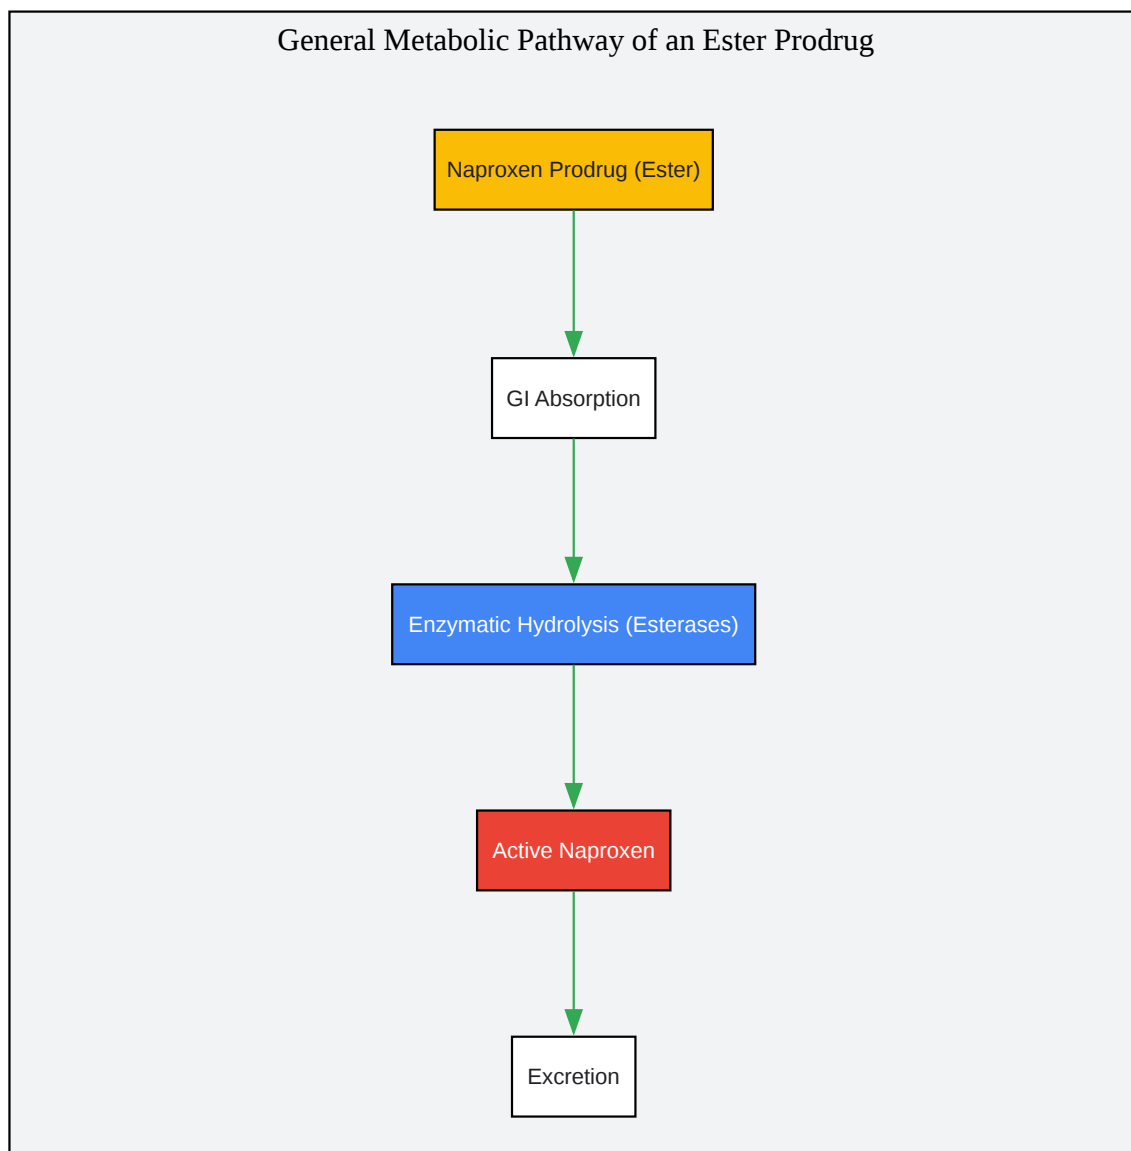 General Metabolic Pathway of an Ester Prodrug
Naproxen Prodrug (Ester)
GI Absorption
Enzymatic Hydrolysis (Esterases)
Active Naproxen
Excretion